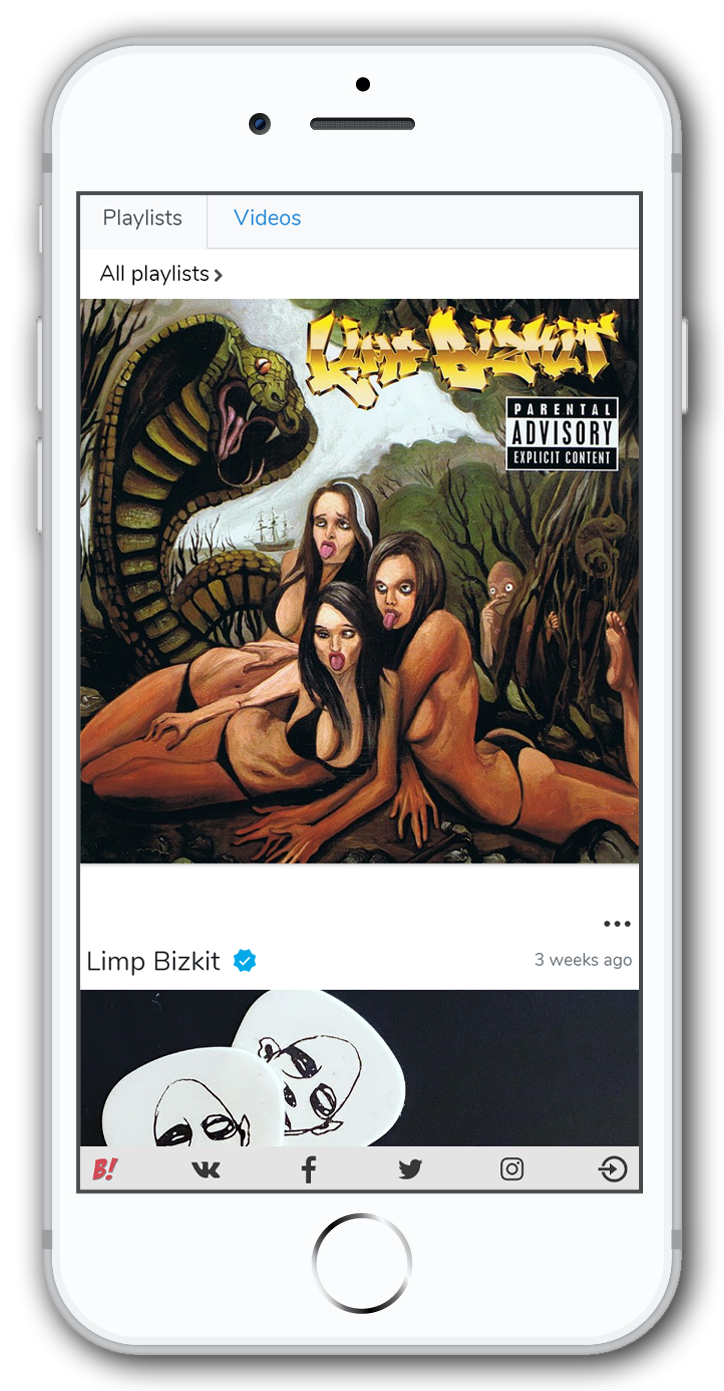 Playlists
Videos
All playlists
LIMP BIZKIT
PARENTAL
ADVISORY
EXPLICIT CONTENT
Limp Bizkit
3 weeks ago
B!